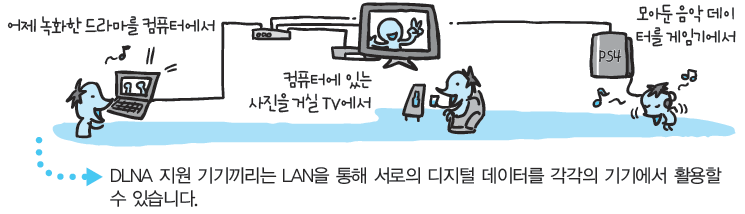 어제 녹화한 드라마를 컴퓨터에서
모아둔 음악 데이
터를 게임기에서
PS4
컴퓨터에 있는
사진을 거실 TV에서
DLNA 지원 기기끼리는 LAN을 통해 서로의 디지털 데이터를 각각의 기기에서 활용할
수 있습니다.